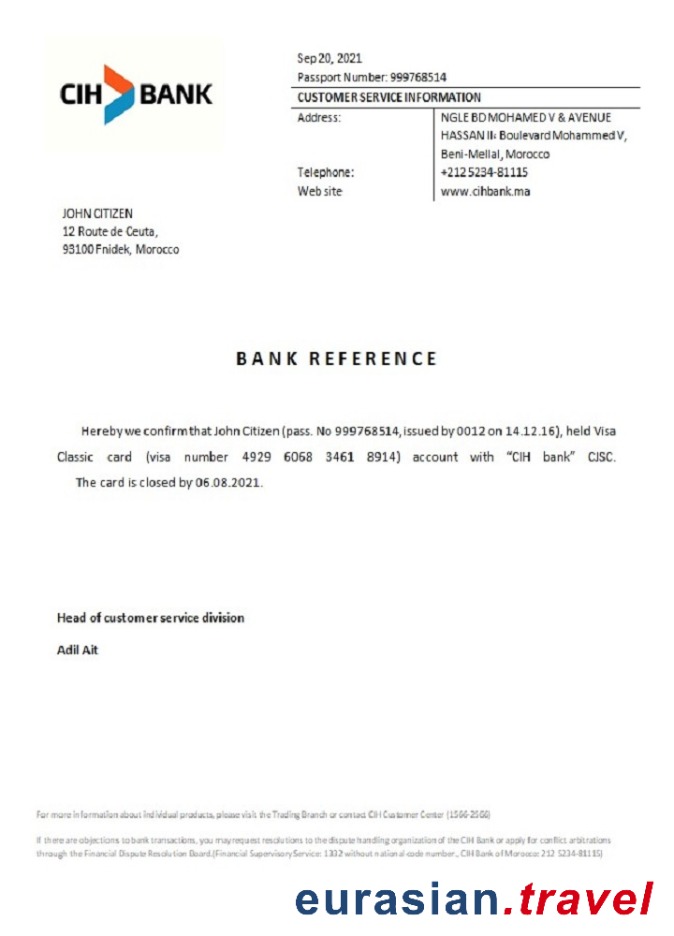 CIH BANK
Sep 20, 2021
Passport Number: 999768514
CUSTOMER SERVICE INFORMATION
Address: NGLE BD MOHAMED V & AVENUE
HASSAN II: Boulevard Mohammed V,
Beni-Mellal, Morocco
Telephone: +212 5234-81115
Web site www.cihbank.ma
JOHN CITIZEN
12 Route de Ceuta,
93100 Fnidek, Morocco
BANK REFERENCE
Hereby we confirm that John Citizen (pass. No 999768514, issued by 0012 on 14.12.16), held Visa
Classic card (visa number 4929 6068 3461 8914) account with "CIH bank" CJSC.
The card is closed by 06.08.2021.
Head of customer service division
Adil Ait
For more information about individual products, please visit the Trading Branch or contact CIH Customer Center (1566-2566)
If there are objections to bank transactions, you may request resolutions to the dispute handling organization of the CIH Bank or apply for conflict arbitrations
through the Financial Dispute Resolution Board.(Financial Supervisory Service: 1332 without national code number., CIH Bank of Morocco: 212 5234-81115)
eurasian.travel